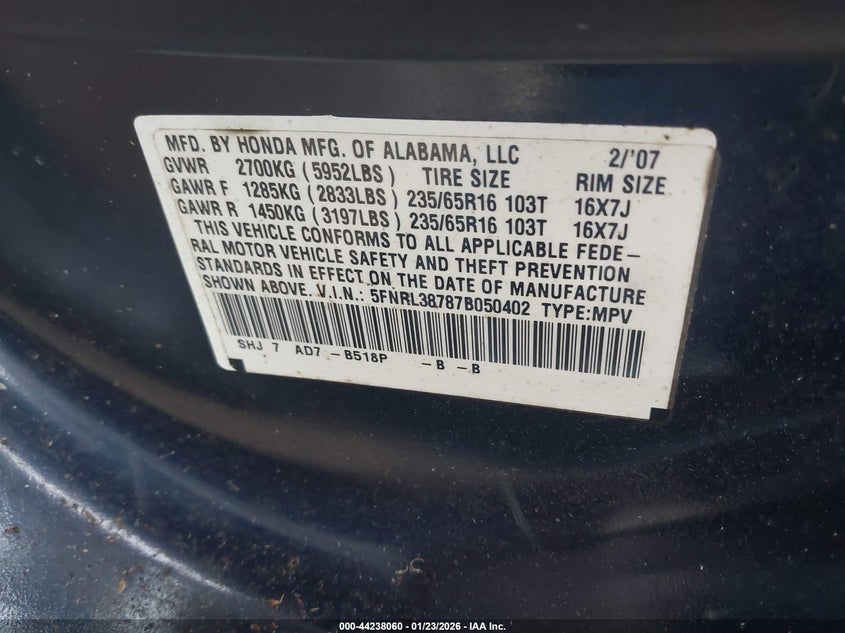 MFD. BY HONDA MFG. OF ALABAMA, LLC 2/'07
GVWR 2700KG (5952LBS) TIRE SIZE RIM SIZE
GAWR F 1285KG (2833LBS) 235/65R16 103T 16X7J
GAWR R 1450KG (3197LBS) 235/65R16 103T 16X7J
THIS VEHICLE CONFORMS TO ALL APPLICABLE FEDE-
RAL MOTOR VEHICLE SAFETY AND THEFT PREVENTION
STANDARDS IN EFFECT ON THE DATE OF MANUFACTURE
SHOWN ABOVE. V.I.N.: 5FNRL38787B050402 TYPE:MPV
SHJ 7 AD7 -B518P -B -B
000-44238060 | 01/23/2026 | IAA Inc.